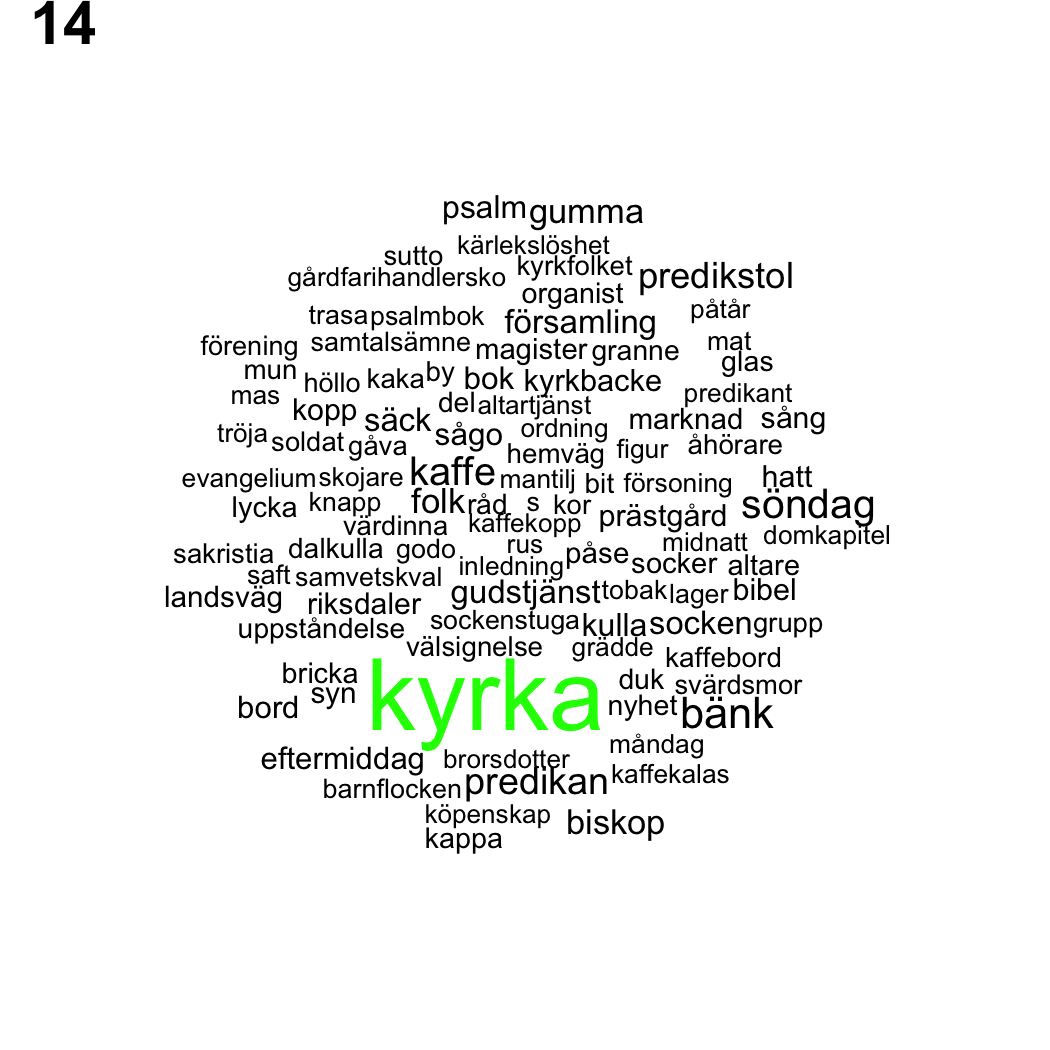 14
psalm gumma
kärlekslöshet
sutto kyrkfolket
gårdfarihandlersko predikstol
organist
trasa psalmbok församling påtår
förening samtalsämne magister granne mat
glas
mun höllo kaka by bok kyrkbacke
mas predikant
kopp säck del altartjänst marknad sång
tröja soldat gåva sågo ordning
hemväg figur åhörare
evangelium skojare kaffe mantilj bit försoning hatt
lycka knapp folk råd s kor prästgård söndag
värdinna kaffekopp domkapitel
sakristia dalkulla godo rus påse midnatt
saft samvetskval inledning socker altare
landsväg riksdaler gudstjänst tobak lager bibel
uppståndelse sockenstuga kulla socken grupp
välsignelse grädde kaffebord
bricka syn kyrka duk svärdsmor
bord nyhet bänk
måndag
eftermiddag brorsdotter
barnflocken predikan kaffekalas
köpenskap biskop
kappa